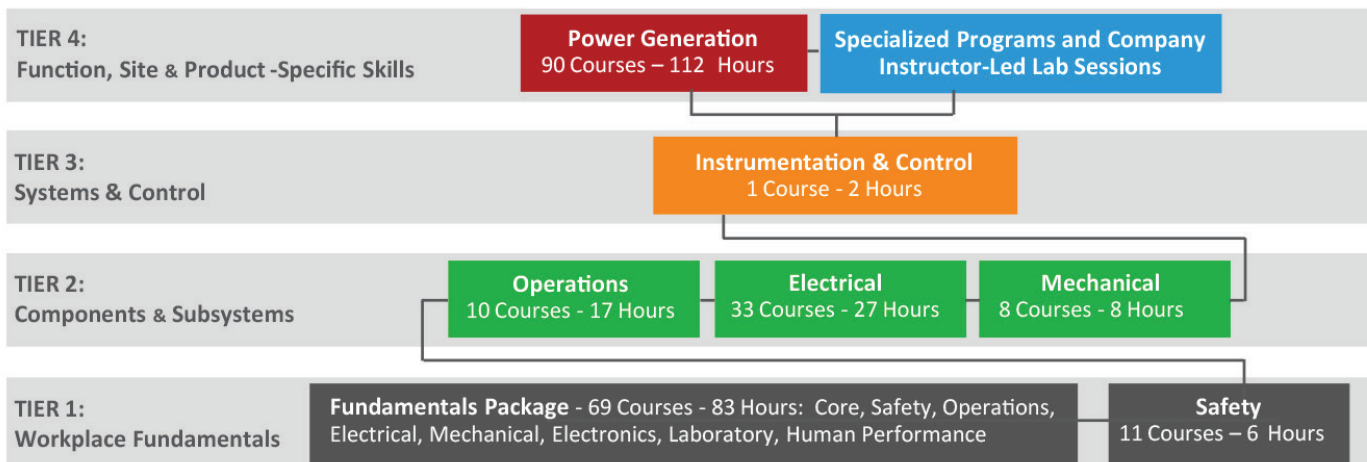 TIER 4:
Function, Site & Product -Specific Skills
Power Generation
90 Courses – 112 Hours
Specialized Programs and Company
Instructor-Led Lab Sessions
TIER 3:
Systems & Control
Instrumentation & Control
1 Course - 2 Hours
TIER 2:
Components & Subsystems
Operations
10 Courses - 17 Hours
Electrical
33 Courses - 27 Hours
Mechanical
8 Courses - 8 Hours
TIER 1:
Workplace Fundamentals
Fundamentals Package - 69 Courses - 83 Hours: Core, Safety, Operations,
Electrical, Mechanical, Electronics, Laboratory, Human Performance
Safety
11 Courses – 6 Hours